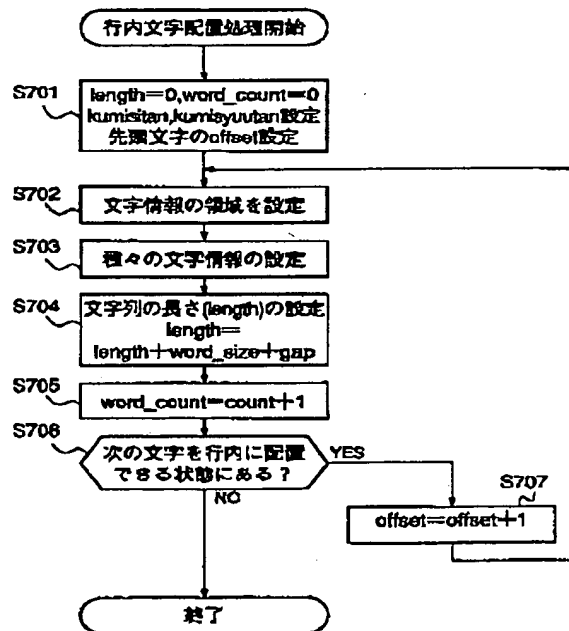 行内文字配置処理開始
S701
length=0,word_count=0
kumisitan,kumisyuutan設定
先頭文字のoffset設定
S702
文字情報の領域を設定
S703
種々の文字情報の設定
S704
文字列の長さ(length)の設定
length=
length+word_size+gap
S705
word_count=count+1
S706
次の文字を行内に配置
できる状態にある？
YES
NO
S707
offset=offset+1
終了